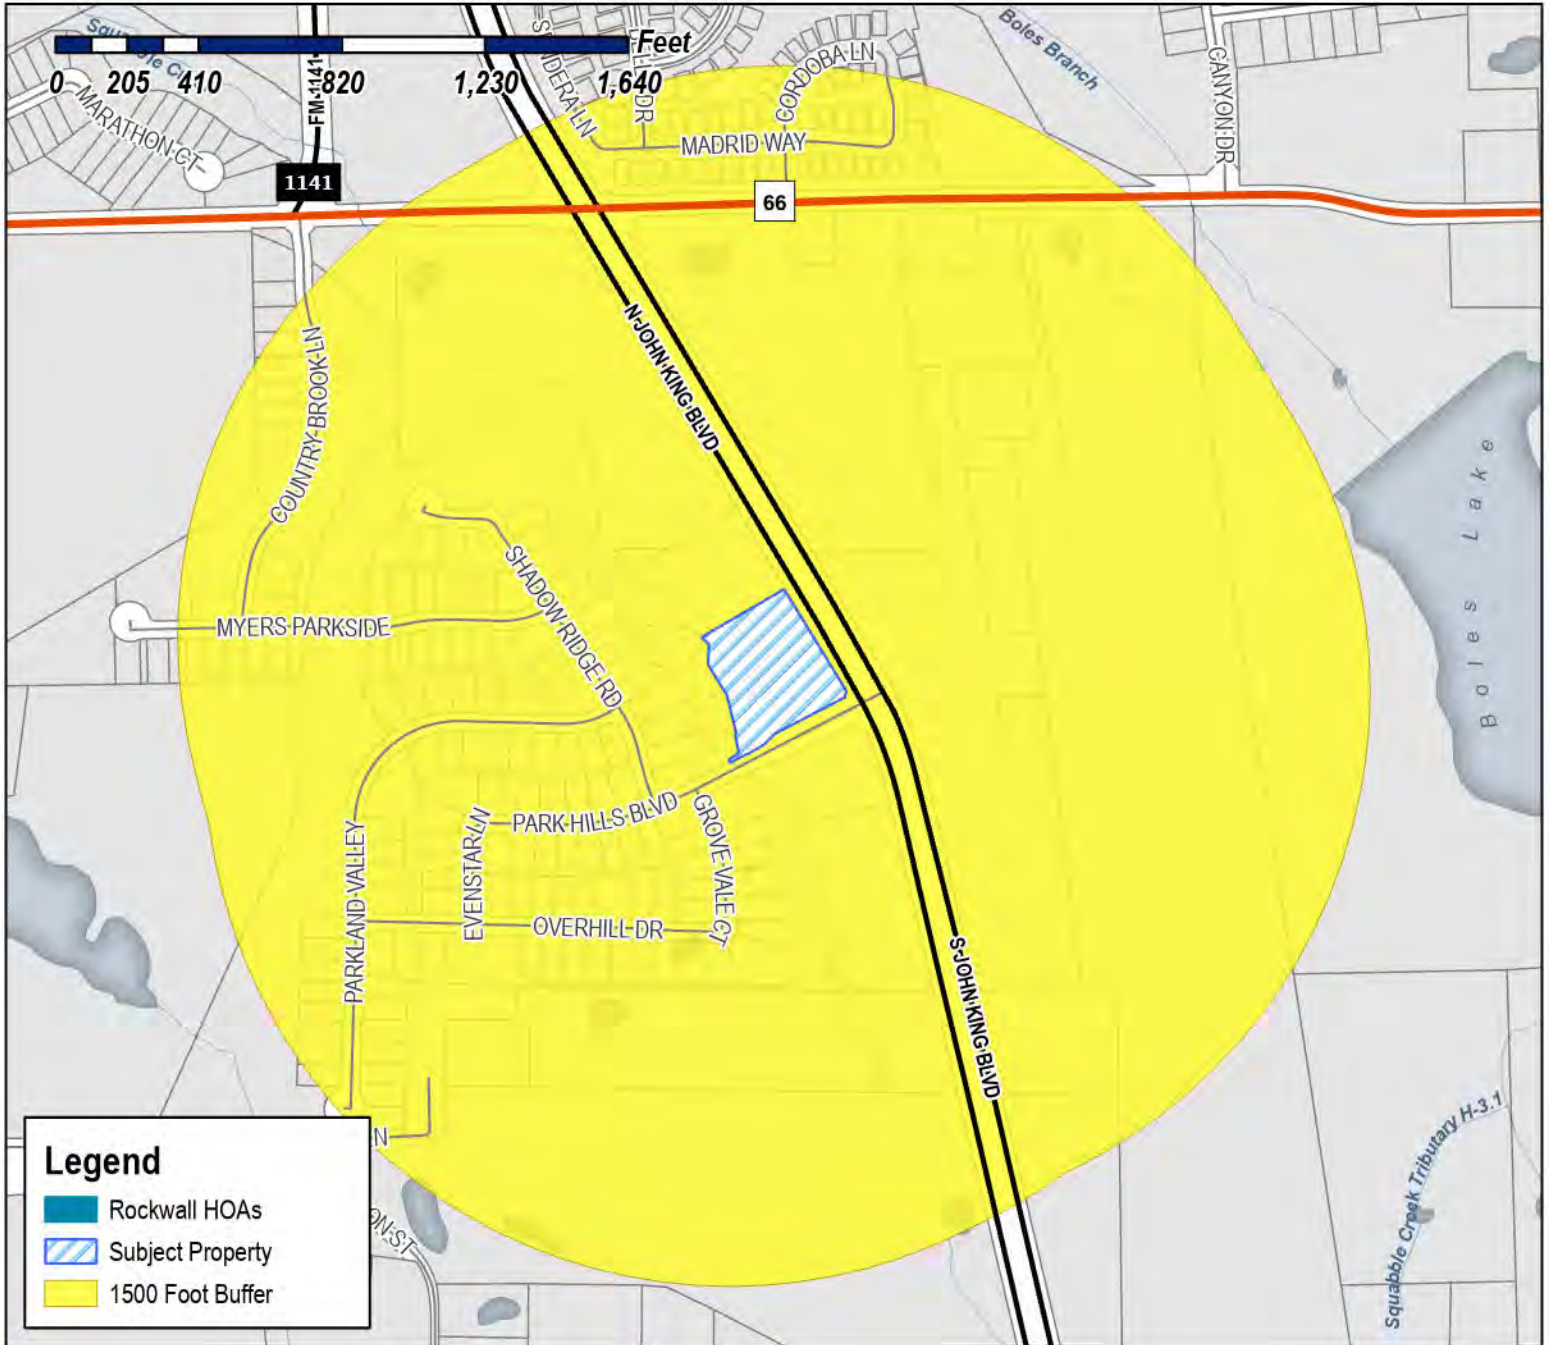 Feet
0 205 410 820 1,230 1,640
FM-1141
MARATHON CT
1141
CORDOBA LN
DR
MADRID WAY
Boles Branch
CANYON DR
66
N JOHN KING BLVD
COUNTRY BROOK LN
SHADOW RIDGE RD
MYERS PARKSIDE
Boles Lake
PARK HILLS BLVD
EVENSTAR LN
GROVE VALE CT
PARKLAND VALLEY
OVERHILL DR
S JOHN KING BLVD
Squabble Creek Tributary H-3.1
N
ON ST
Legend
Rockwall HOAs
Subject Property
1500 Foot Buffer